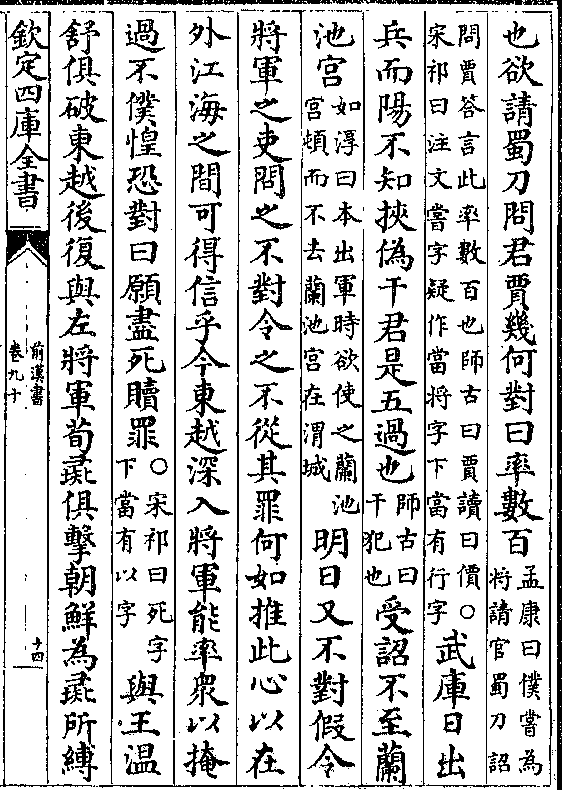 也欲請蜀刀問君賈幾何對曰率數百孟康曰僕嘗為將請官蜀刀詔
問賈答言此率數百也師古曰賈讀曰價○宋祁曰注文嘗字疑作當將字下當有行字武庫日出
兵而陽不知挾偽干君是五過也師古曰干犯也受詔不至蘭
池宫如淳曰本出軍時欲使之蘭池宫頓而不去蘭池宫在渭城明日又不對假令
將軍之吏問之不對令之不從其罪何如推此心以在
外江海之間可得信乎今東越深入將軍能率衆以掩
過不僕惶恐對曰願盡死贖罪○宋祁曰死字下當有以字與王温
舒俱破東越後復與左將軍荀彘俱擊朝鮮為彘所縛
欽定四庫全書
前漢書
卷九十
十四